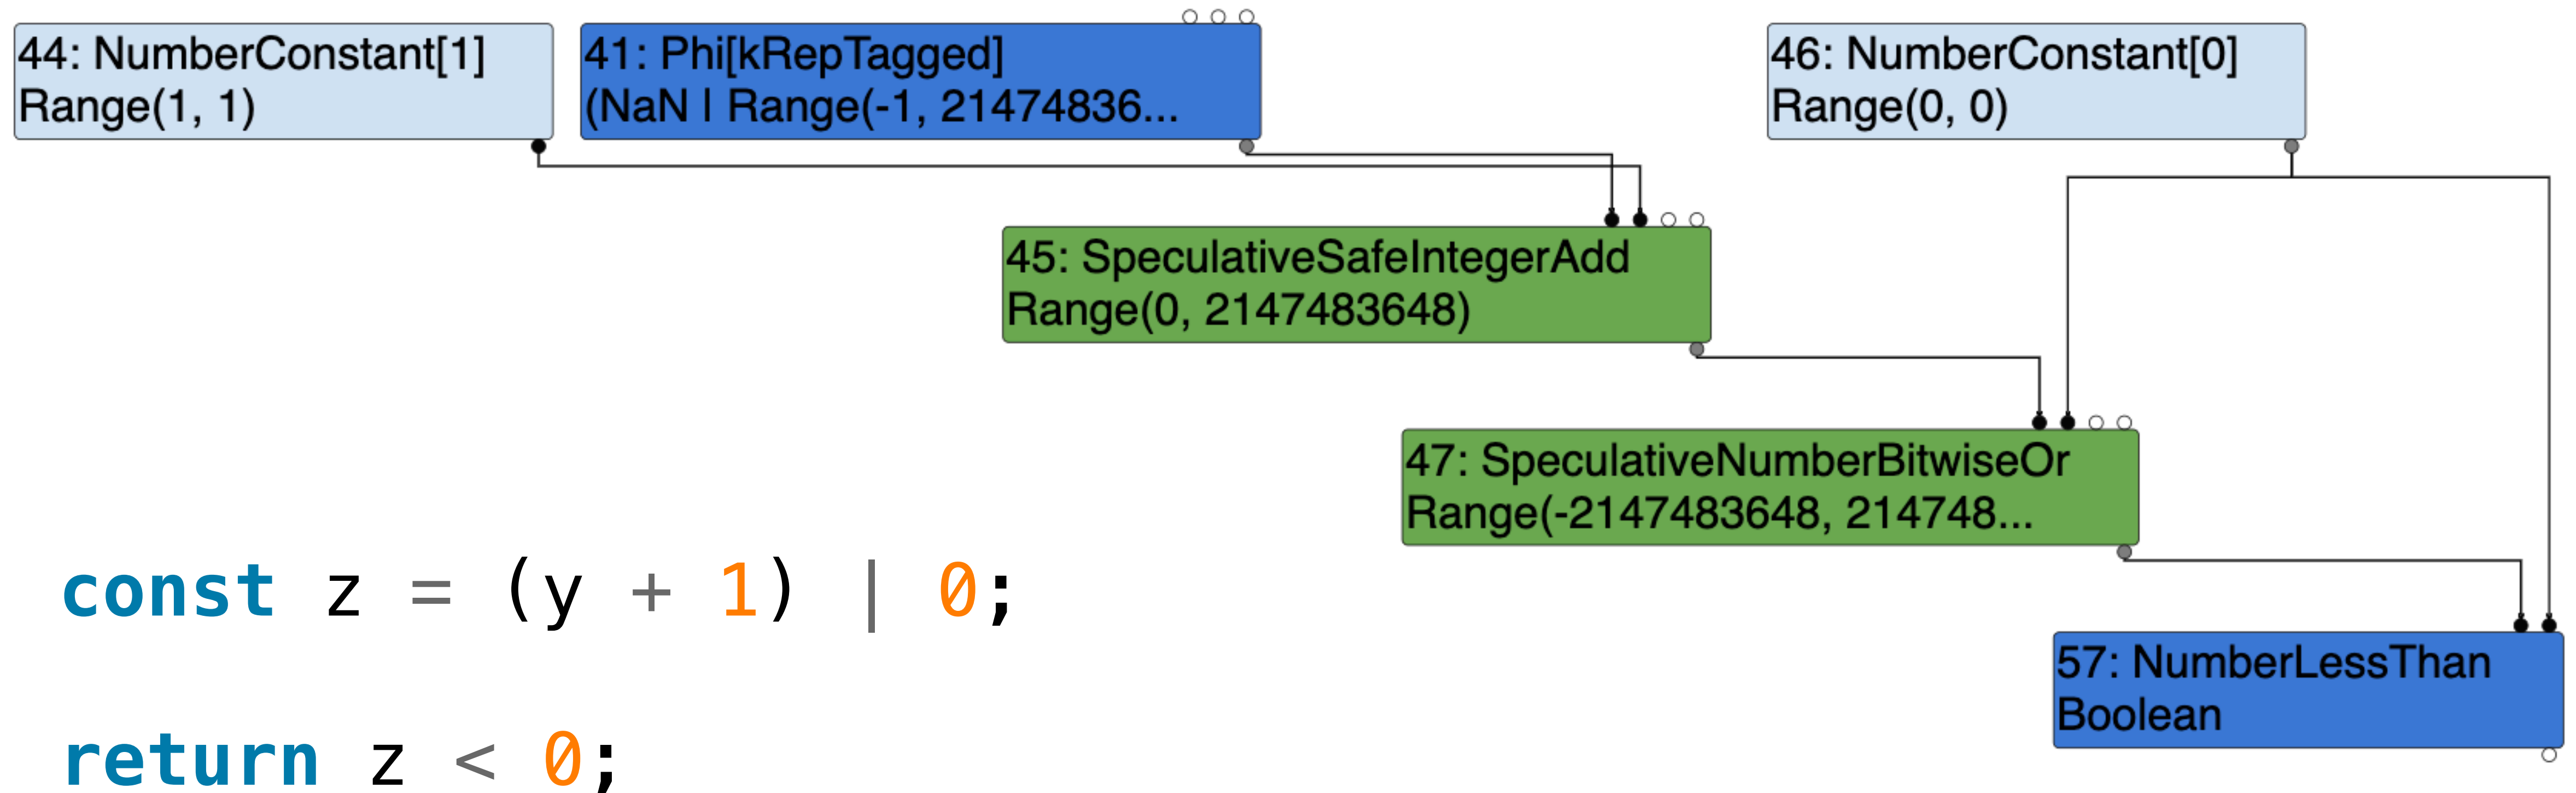 44: NumberConstant[1]
Range(1, 1)
41: Phi[kRepTagged]
(NaN | Range(-1, 21474836...
46: NumberConstant[0]
Range(0, 0)
45: SpeculativeSafeIntegerAdd
Range(0, 2147483648)
47: SpeculativeNumberBitwiseOr
Range(-2147483648, 214748...
const z = (y + 1) | 0;
57: NumberLessThan
Boolean
return z < 0;